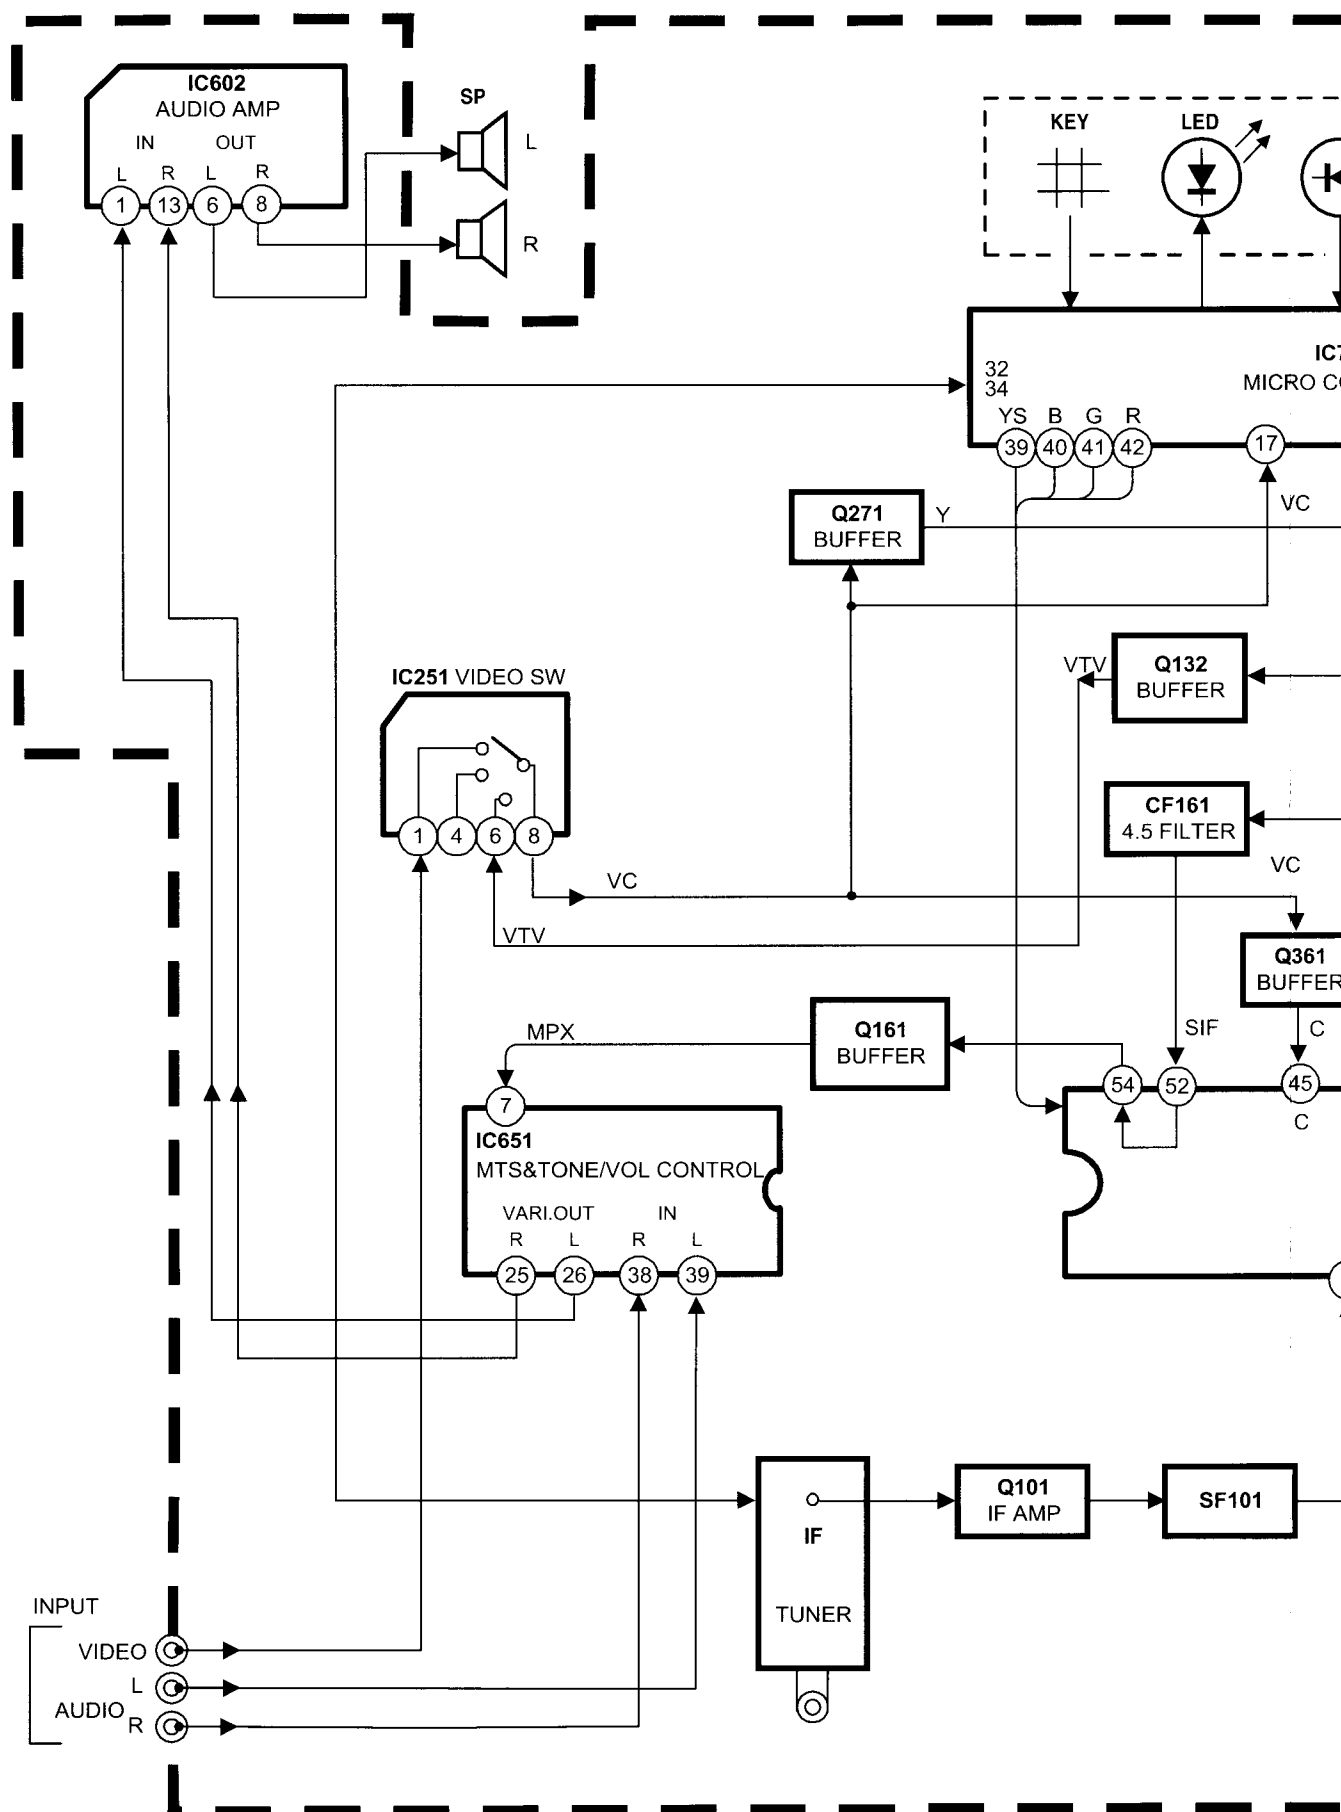 IC602
AUDIO AMP
IN OUT
L R L R
1 13 6 8
SP
L
R
KEY LED
32
34
MICRO
YS B G R
39 40 41 42 17
VC
Q271
BUFFER
Y
IC251 VIDEO SW
1 4 6 8
VTV
Q132
BUFFER
CF161
4.5 FILTER
VC
VC
VTV
Q361
BUFFER
MPX
Q161
BUFFER
SIF
C
54 52 45
C
7
IC651
MTS&TONE/VOL CONTROL
VARI.OUT IN
R L R L
25 26 38 39
IF
TUNER
Q101
IF AMP
SF101
INPUT
VIDEO
L
AUDIO
R